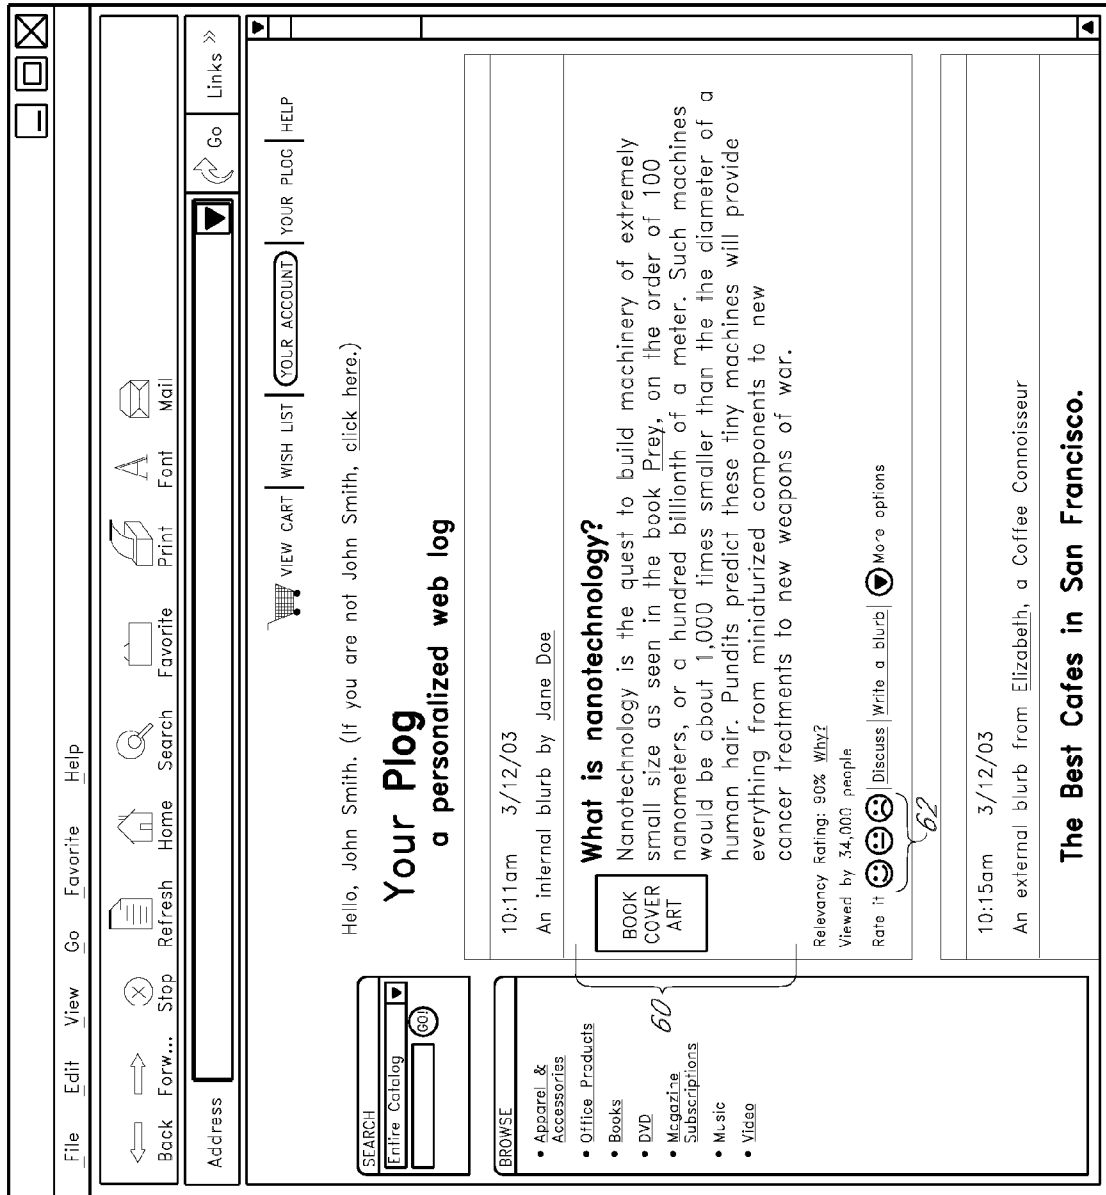 File Edit View Go Favorite Help
Back Forw... Stop Refresh Home Search Favorite Print Font Mail
Address Go Links >>
VIEW CART | WISH LIST | YOUR ACCOUNT | YOUR PLOG | HELP
Hello, John Smith. (If you are not John Smith, click here.)
SEARCH
Entire Catalog
GO!
BROWSE
• Apparel &
Accessories
• Office Products
• Books
• DVD
• Magazine
Subscriptions
• Music
• Video
Your Plog
a personalized web log
10:11am 3/12/03
An internal blurb by Jane Doe
60
BOOK
COVER
ART
What is nanotechnology?
Nanotechnology is the quest to build machinery of extremely
small size as seen in the book Prey, on the order of 100
nanometers, or a hundred billionth of a meter. Such machines
would be about 1,000 times smaller than the the diameter of a
human hair. Pundits predict these tiny machines will provide
everything from miniaturized components to new
cancer treatments to new weapons of war.
Relevancy Rating: 90% Why?
Viewed by 34,000 people
Rate it | Discuss | Write a blurb | More options
62
10:15am 3/12/03
An external blurb from Elizabeth, a Coffee Connoisseur
The Best Cafes in San Francisco.